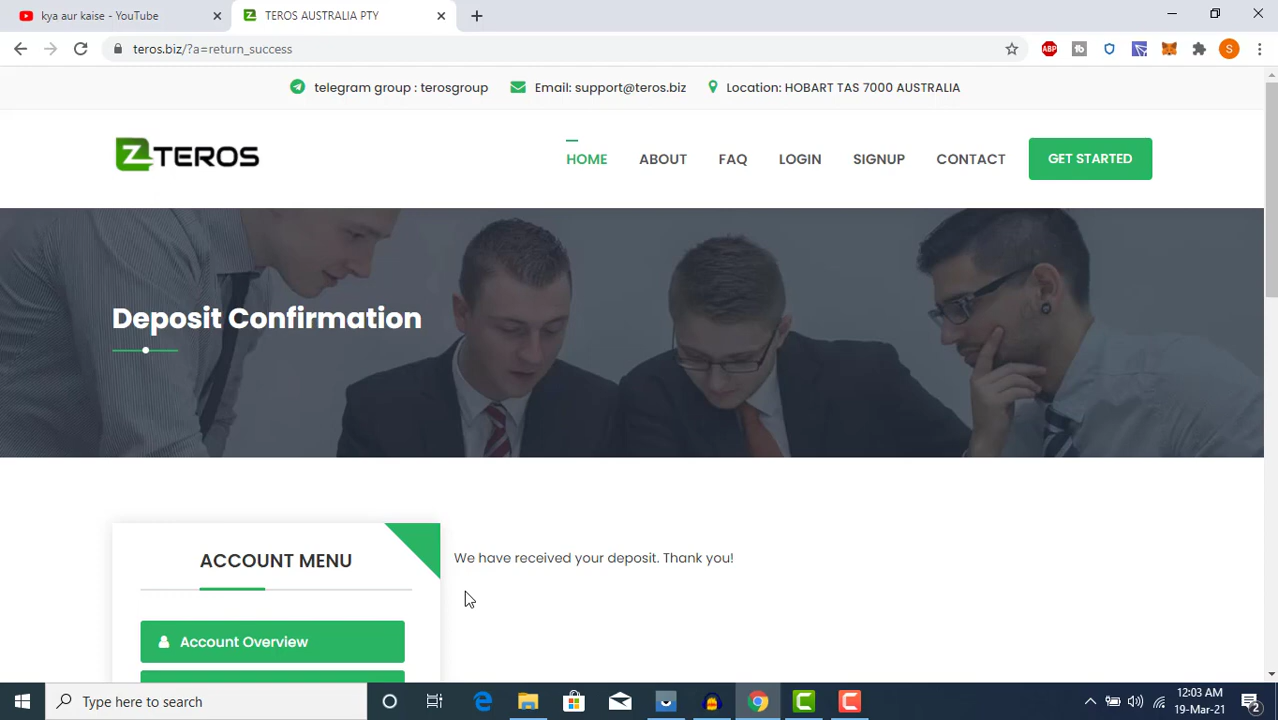 kya aur kaise - YouTube
TEROS AUSTRALIA PTY
teros.biz/?a=return_success
ABP
S
telegram group : terosgroup
Email: support@teros.biz
Location: HOBART TAS 7000 AUSTRALIA
Z TEROS
HOME
ABOUT
FAQ
LOGIN
SIGNUP
CONTACT
GET STARTED
Deposit Confirmation
ACCOUNT MENU
We have received your deposit. Thank you!
Account Overview
Type here to search
12:03 AM
19-Mar-21
2